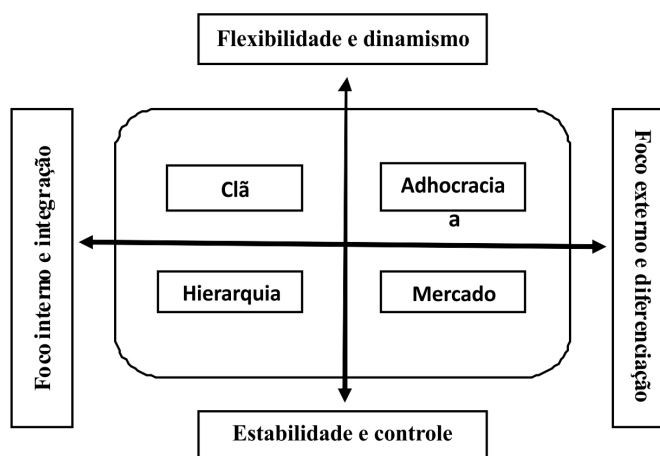 Flexibilidade e dinamismo
Foco interno e integração
Clã
Adhocracia
a
Foco externo e diferenciação
Hierarquia
Mercado
Estabilidade e controle